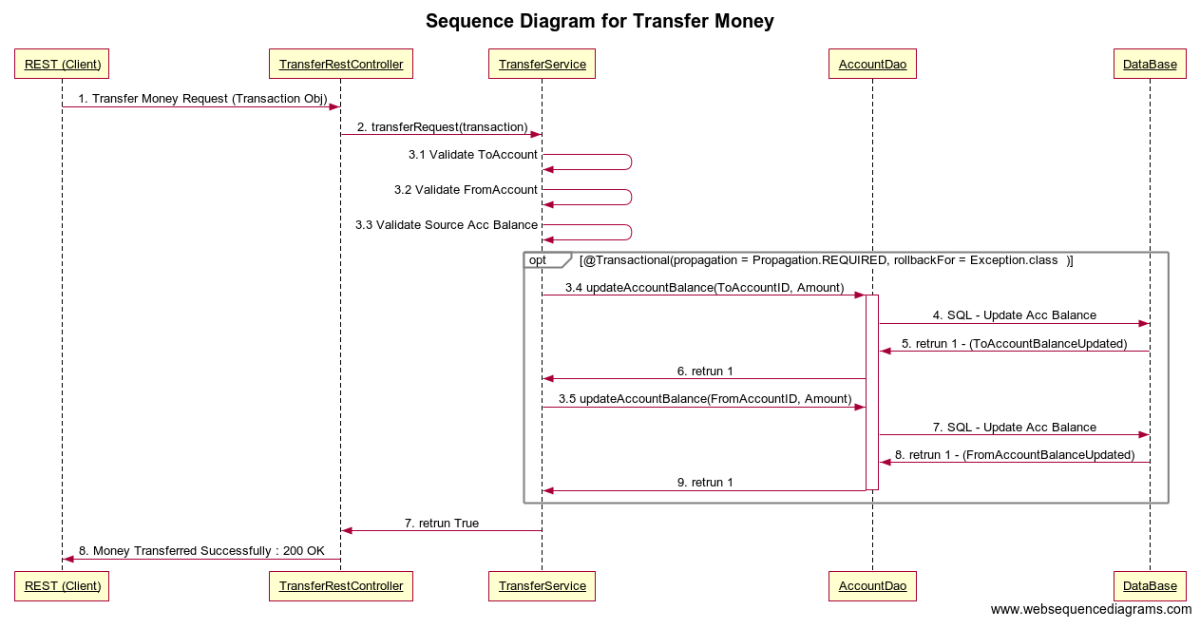 Sequence Diagram for Transfer Money
REST (Client)
TransferRestController
TransferService
AccountDao
DataBase
1. Transfer Money Request (Transaction Obj)
2. transferRequest(transaction)
3.1 Validate ToAccount
3.2 Validate FromAccount
3.3 Validate Source Acc Balance
opt
[@Transactional(propagation = Propagation.REQUIRED, rollbackFor = Exception.class )]
3.4 updateAccountBalance(ToAccountID, Amount)
4. SQL - Update Acc Balance
5. retrun 1 - (ToAccountBalanceUpdated)
6. retrun 1
3.5 updateAccountBalance(FromAccountID, Amount)
7. SQL - Update Acc Balance
8. retrun 1 - (FromAccountBalanceUpdated)
9. retrun 1
7. retrun True
8. Money Transferred Successfully : 200 OK
REST (Client)
TransferRestController
TransferService
AccountDao
DataBase
www.websequencediagrams.com